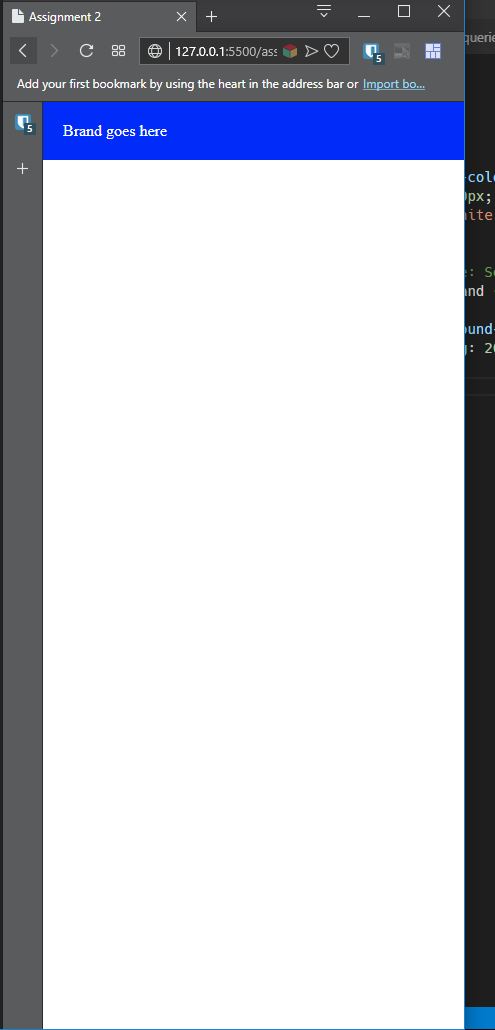 Assignment 2
127.0.0.1:5500/ass
5
Add your first bookmark by using the heart in the address bar or Import bo...
5
Brand goes here
querie
-colo
0px;
hite
e: Se
and
ound-
g: 20